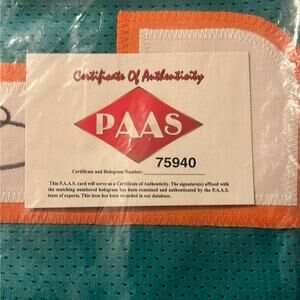 Certificate Of Authenticity
PAAS
75940
Certificate and Hologram Number:
This P.A.A.S. card will serve as a Certificate of Authenticity. The signature(s) affixed with
the matching numbered hologram has been examined and authenticated by the P.A.A.S.
team of experts. This item has been recorded in our database.